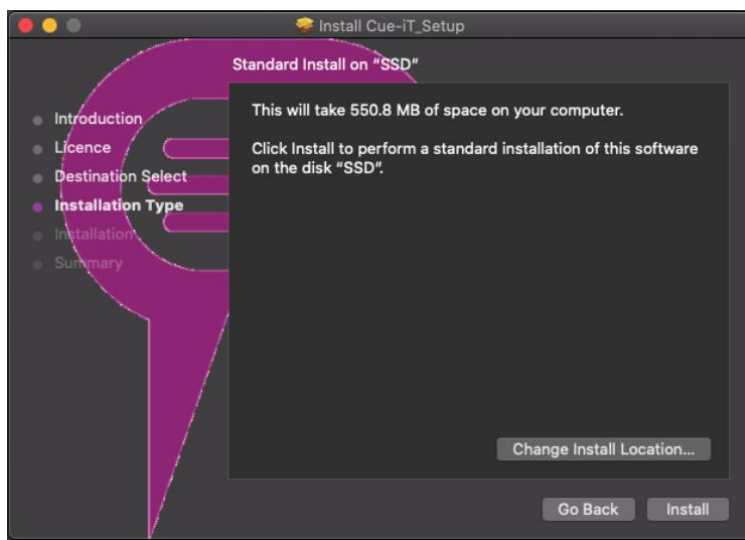 Install Cue-iT_Setup
Standard Install on “SSD”
Introduction
Licence
Destination Select
Installation Type
Installation
Summary
This will take 550.8 MB of space on your computer.
Click Install to perform a standard installation of this software
on the disk “SSD”.
Change Install Location...
Go Back
Install